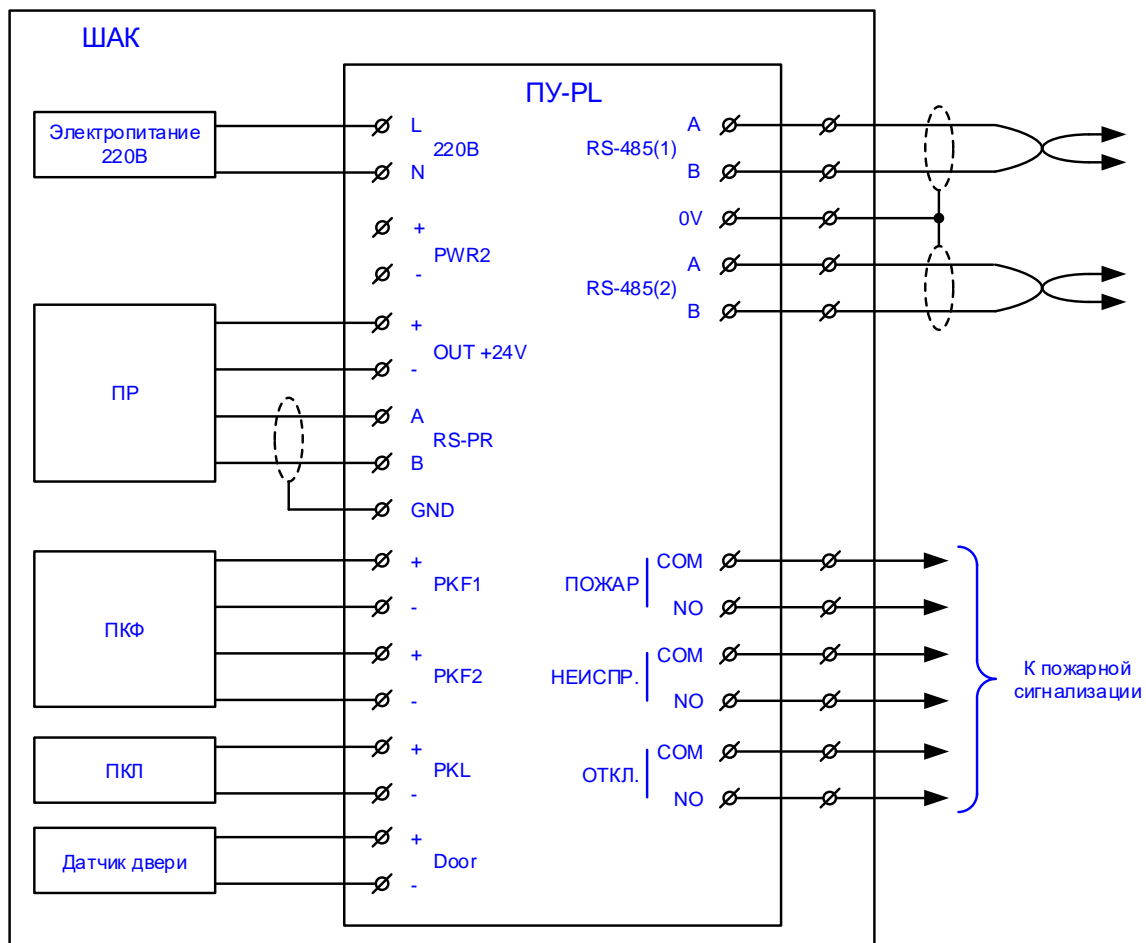 ШАК
ПУ-PL
Электропитание
220В
L
220В
N
+
PWR2
-
ПР
+
OUT +24V
-
A
RS-PR
B
GND
ПКФ
+
PKF1
-
+
PKF2
-
ПКЛ
+
PKL
-
Датчик двери
+
Door
-
A
RS-485(1)
B
0V
A
RS-485(2)
B
ПОЖАР
COM
NO
НЕИСПР.
COM
NO
ОТКЛ.
COM
NO
К пожарной
сигнализации